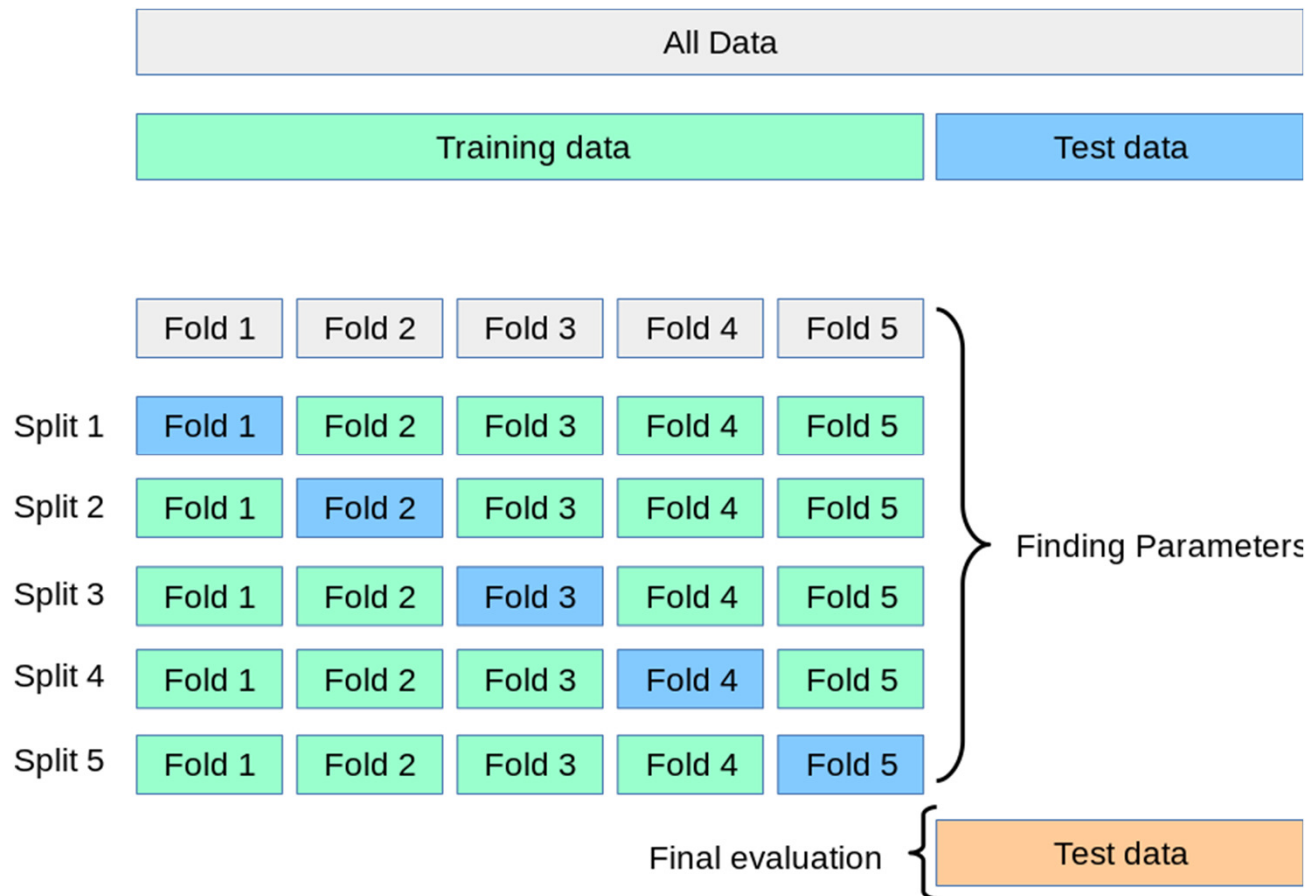 All Data
Training data Test data
Fold 1 Fold 2 Fold 3 Fold 4 Fold 5
Split 1 Fold 1 Fold 2 Fold 3 Fold 4 Fold 5
Split 2 Fold 1 Fold 2 Fold 3 Fold 4 Fold 5
Split 3 Fold 1 Fold 2 Fold 3 Fold 4 Fold 5
Split 4 Fold 1 Fold 2 Fold 3 Fold 4 Fold 5
Split 5 Fold 1 Fold 2 Fold 3 Fold 4 Fold 5
Finding Parameters
Final evaluation Test data